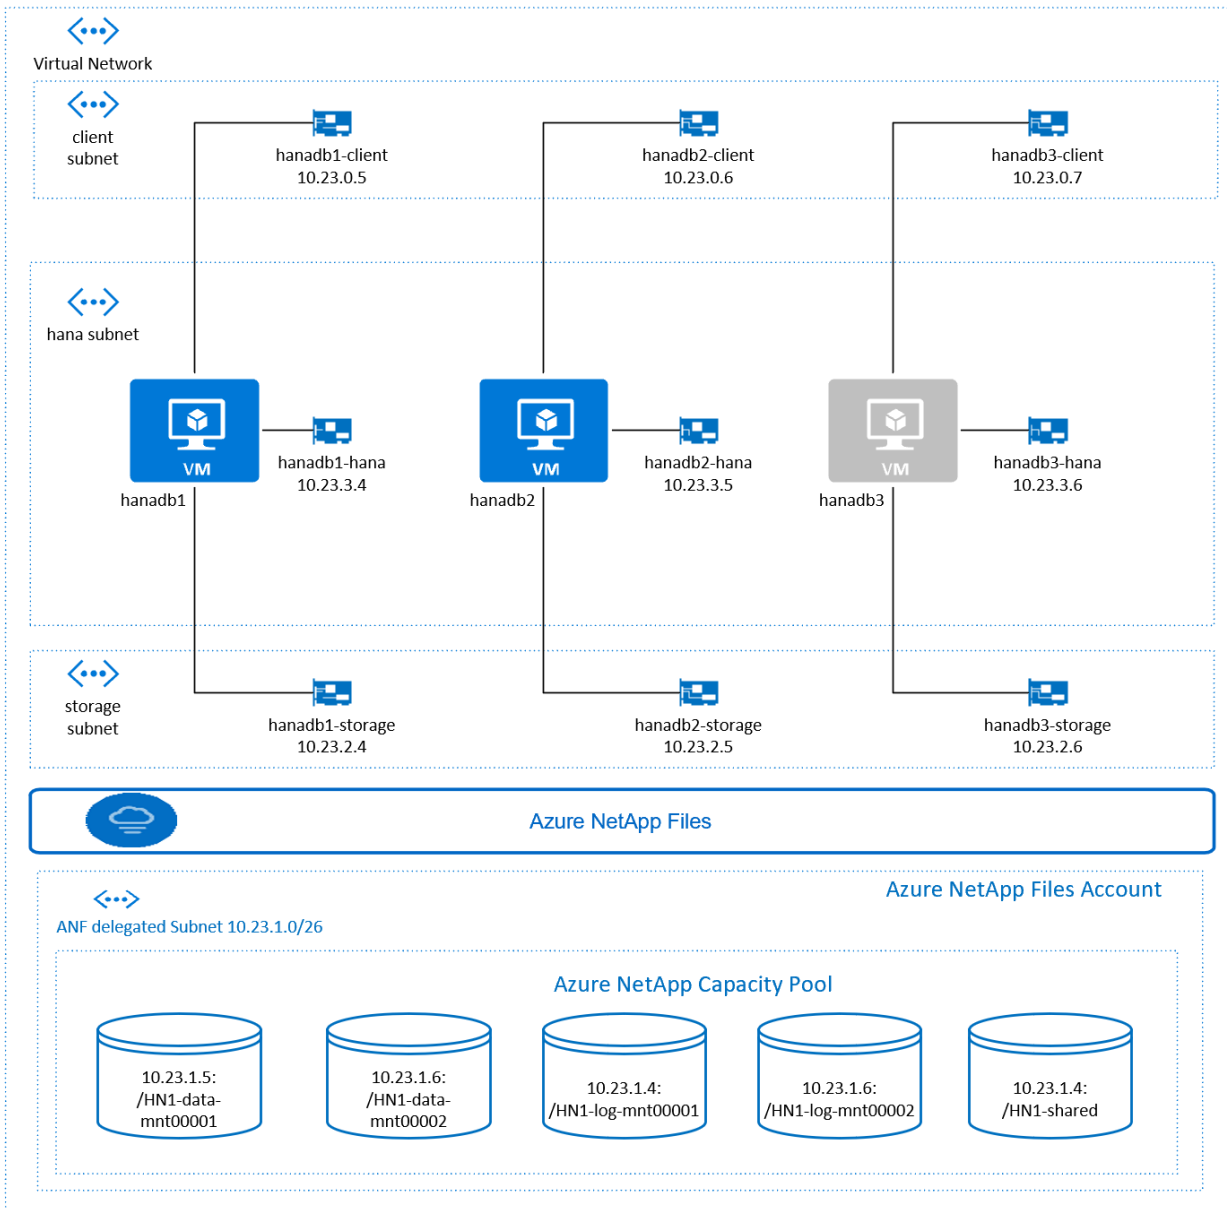 Virtual Network
client
subnet
hanadb1-client
10.23.0.5
hanadb2-client
10.23.0.6
hanadb3-client
10.23.0.7
hana subnet
VM
hanadb1
hanadb1-hana
10.23.3.4
VM
hanadb2
hanadb2-hana
10.23.3.5
VM
hanadb3
hanadb3-hana
10.23.3.6
storage
subnet
hanadb1-storage
10.23.2.4
hanadb2-storage
10.23.2.5
hanadb3-storage
10.23.2.6
Azure NetApp Files
Azure NetApp Files Account
ANF delegated Subnet 10.23.1.0/26
Azure NetApp Capacity Pool
10.23.1.5:
/HN1-data-
mnt00001
10.23.1.6:
/HN1-data-
mnt00002
10.23.1.4:
/HN1-log-mnt00001
10.23.1.6:
/HN1-log-mnt00002
10.23.1.4:
/HN1-shared